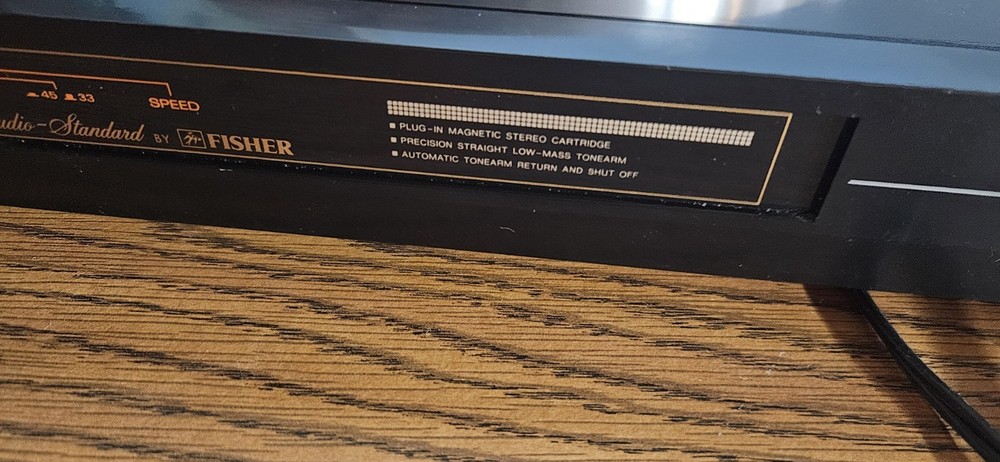 45 33 SPEED
-Standard BY FISHER
PLUG-IN MAGNETIC STEREO CARTRIDGE
PRECISION STRAIGHT LOW-MASS TONEARM
AUTOMATIC TONEARM RETURN AND SHUT OFF